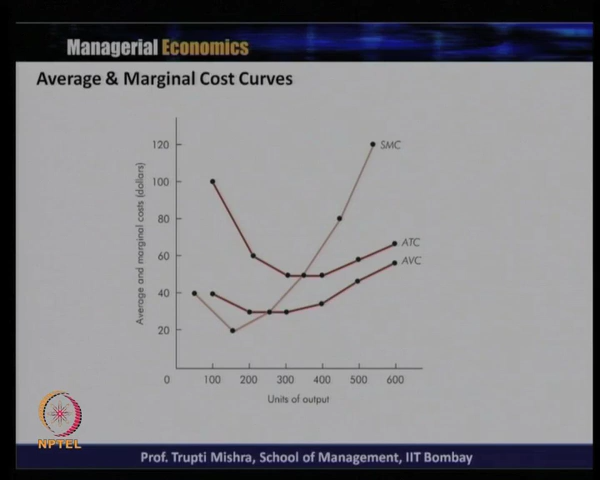 Managerial Economics
Average & Marginal Cost Curves
Average and marginal costs (dollars)
120
100
80
60
40
20
SMC
ATC
AVC
0 100 200 300 400 500 600
Units of output
NPTEL
Prof. Trupti Mishra, School of Management, IIT Bombay